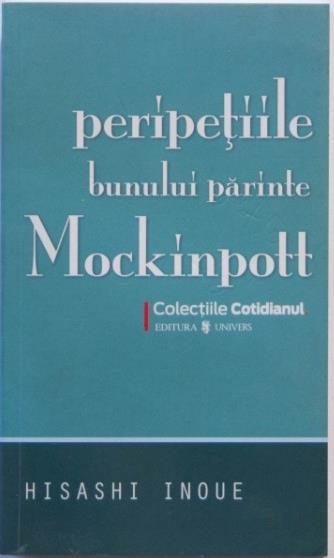 peripețiile
bunului părinte
Mockinpott
Colecțiile Cotidianul
EDITURA UNIVERS
HISASHI INOUE